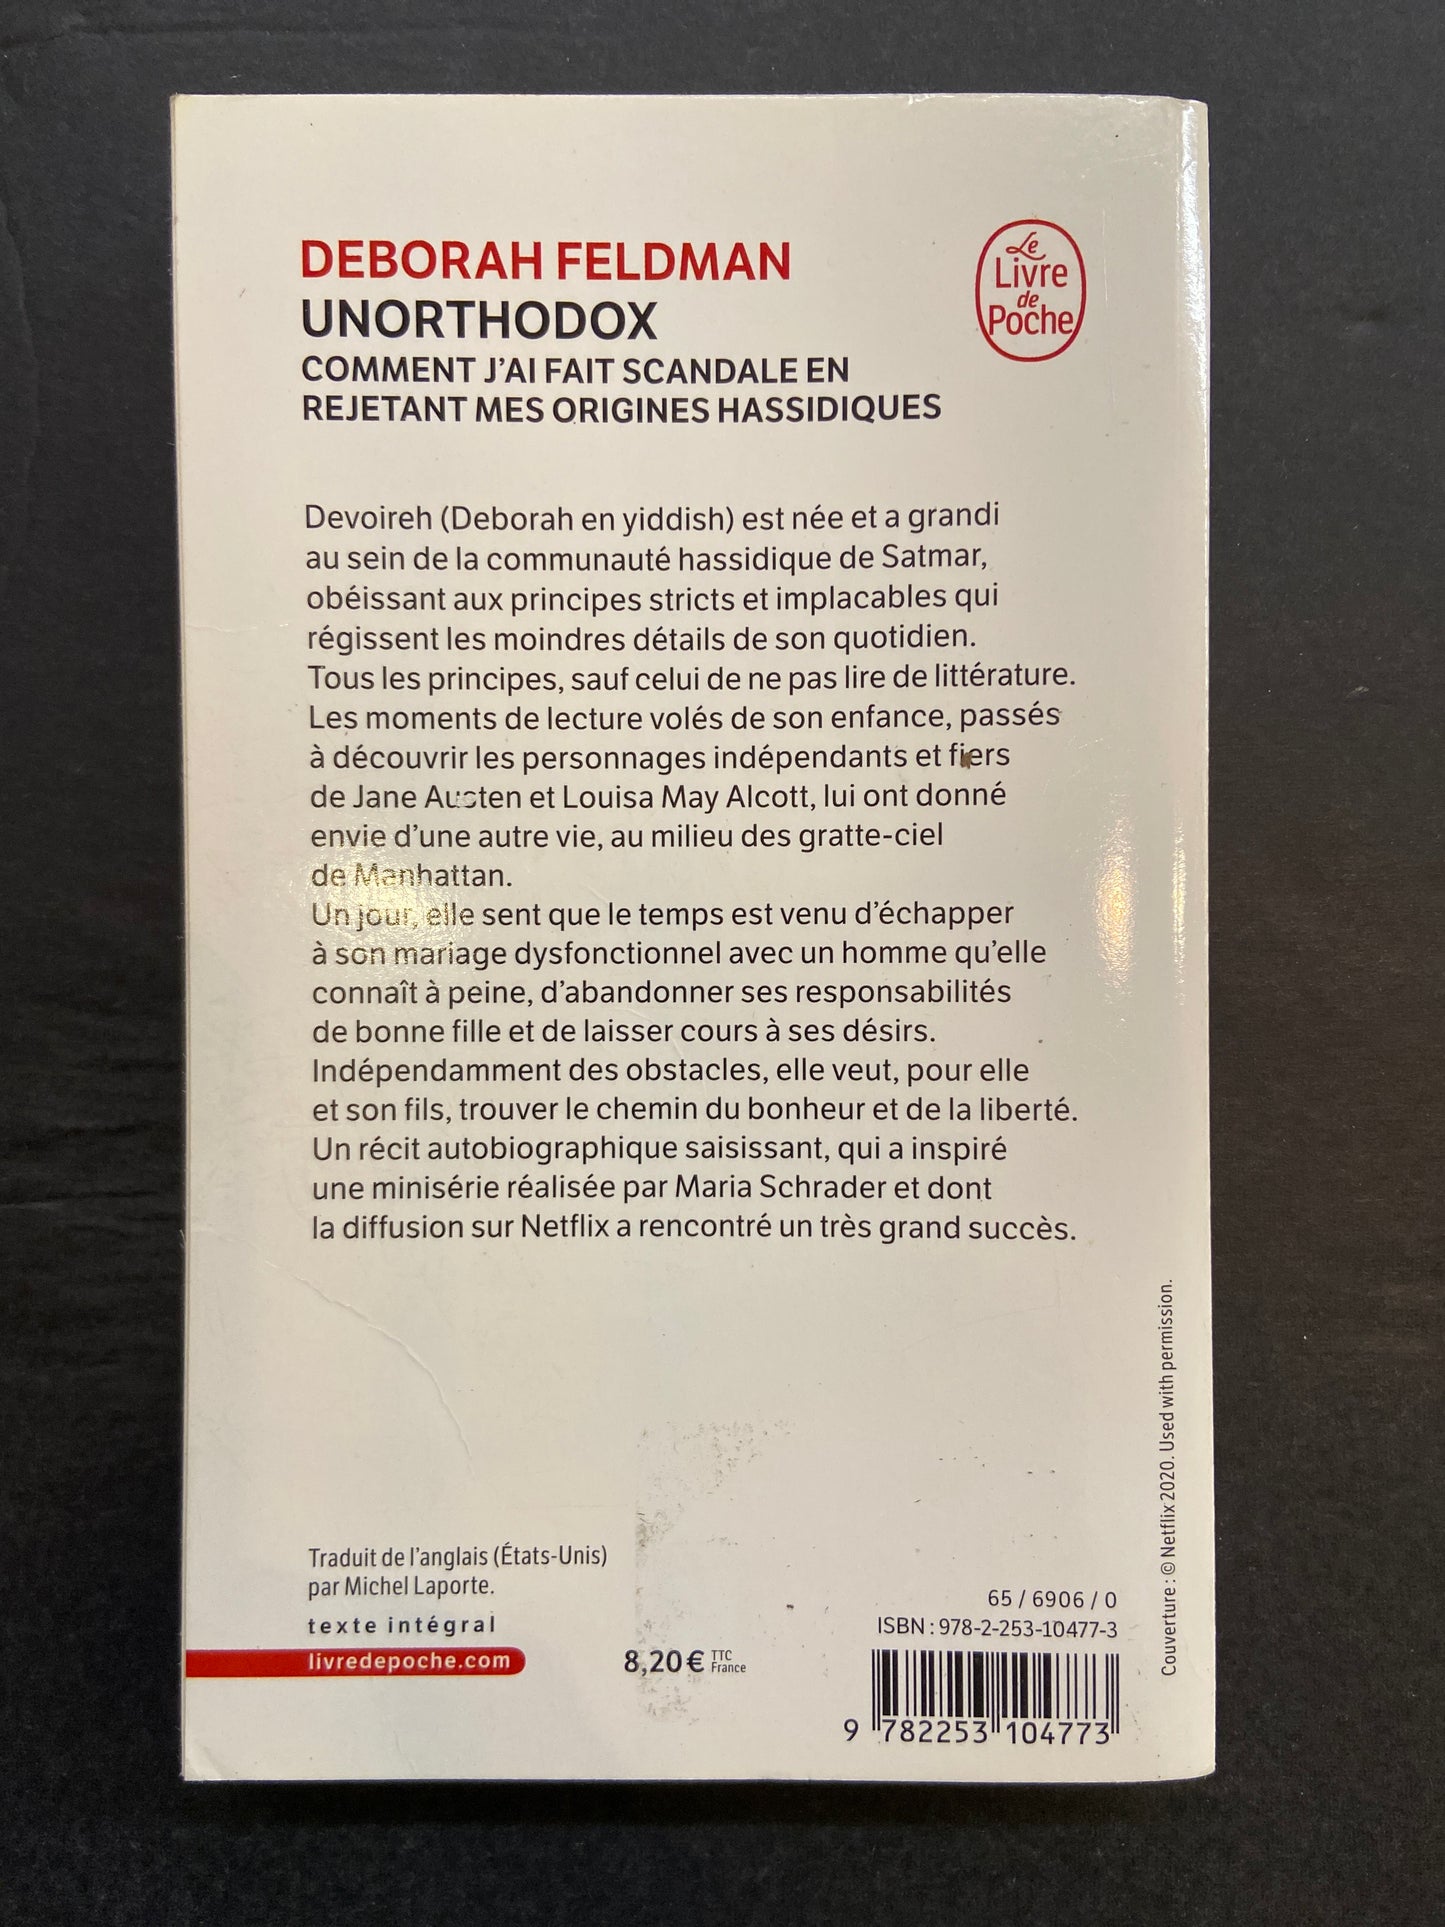 DEBORAH FELDMAN
UNORTHODOX
COMMENT J'AI FAIT SCANDALE EN
REJETANT MES ORIGINES HASSIDIQUES
Le
Livre
de
Poche
Devoireh (Deborah en yiddish) est née et a grandi
au sein de la communauté hassidique de Satmar,
obéissant aux principes stricts et implacables qui
régissent les moindres détails de son quotidien.
Tous les principes, sauf celui de ne pas lire de littérature.
Les moments de lecture volés de son enfance, passés
à découvrir les personnages indépendants et fiers
de Jane Austen et Louisa May Alcott, lui ont donné
envie d'une autre vie, au milieu des gratte-ciel
de Manhattan.
Un jour, elle sent que le temps est venu d'échapper
à son mariage dysfonctionnel avec un homme qu'elle
connaît à peine, d'abandonner ses responsabilités
de bonne fille et de laisser cours à ses désirs.
Indépendamment des obstacles, elle veut, pour elle
et son fils, trouver le chemin du bonheur et de la liberté.
Un récit autobiographique saisissant, qui a inspiré
une minisérie réalisée par Maria Schrader et dont
la diffusion sur Netflix a rencontré un très grand succès.
Couverture : © Netflix 2020. Used with permission.
Traduit de l'anglais (États-Unis)
par Michel Laporte.
texte intégral
livredepoche.com
8,20 € TTC
France
65 / 6906 / 0
ISBN : 978-2-253-10477-3
9 782253 104773